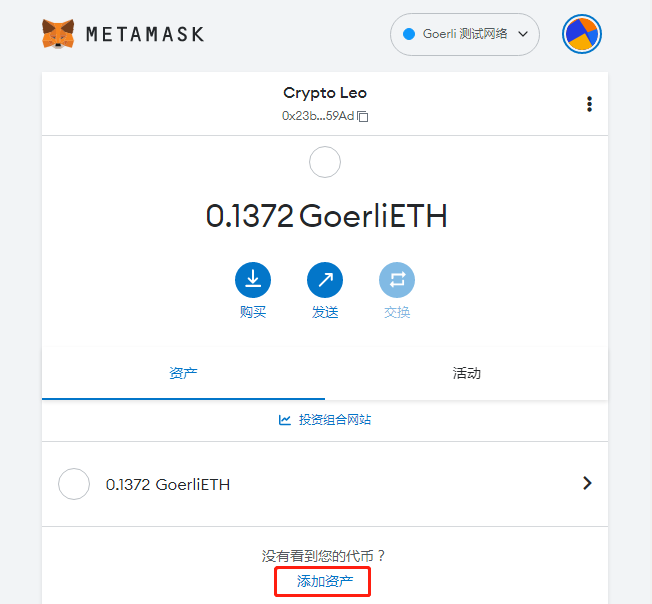 METAMASK
Goerli 测试网络
Crypto Leo
0x23b...59Ad
0.1372 GoerliETH
购买
发送
交换
资产
活动
投资组合网站
0.1372 GoerliETH
没有看到您的代币？
添加资产